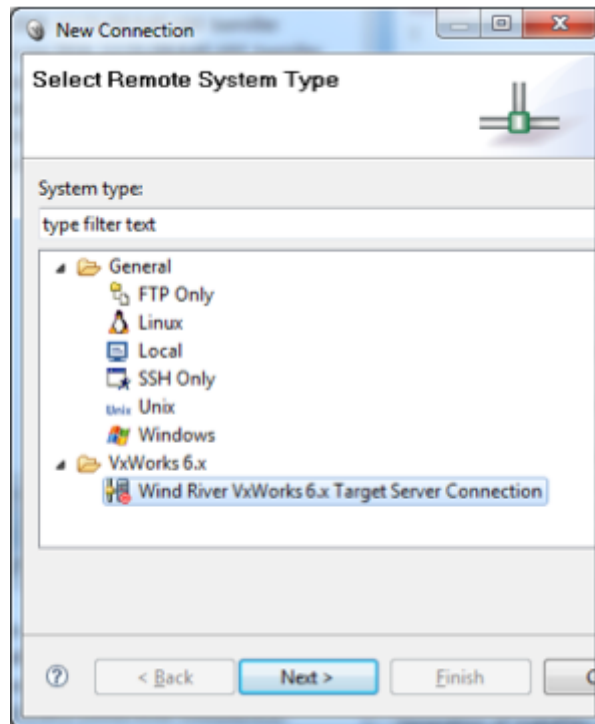 New Connection
Select Remote System Type
System type:
type filter text
General
FTP Only
Linux
Local
SSH Only
Unix Unix
Windows
VxWorks 6.x
Wind River VxWorks 6.x Target Server Connection
< Back Next > Finish